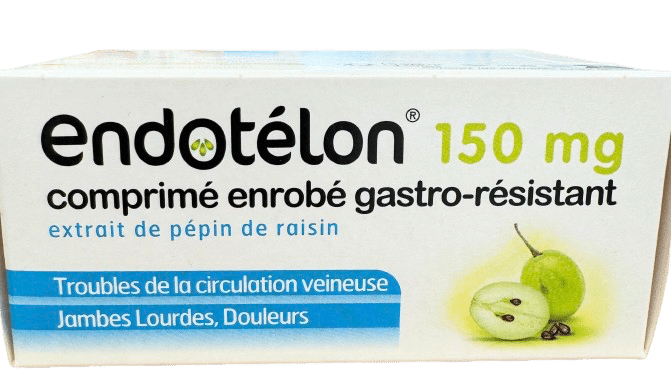 endotélon® 150 mg
comprimé enrobé gastro-résistant
extrait de pépin de raisin
Troubles de la circulation veineuse
Jambes Lourdes, Douleurs